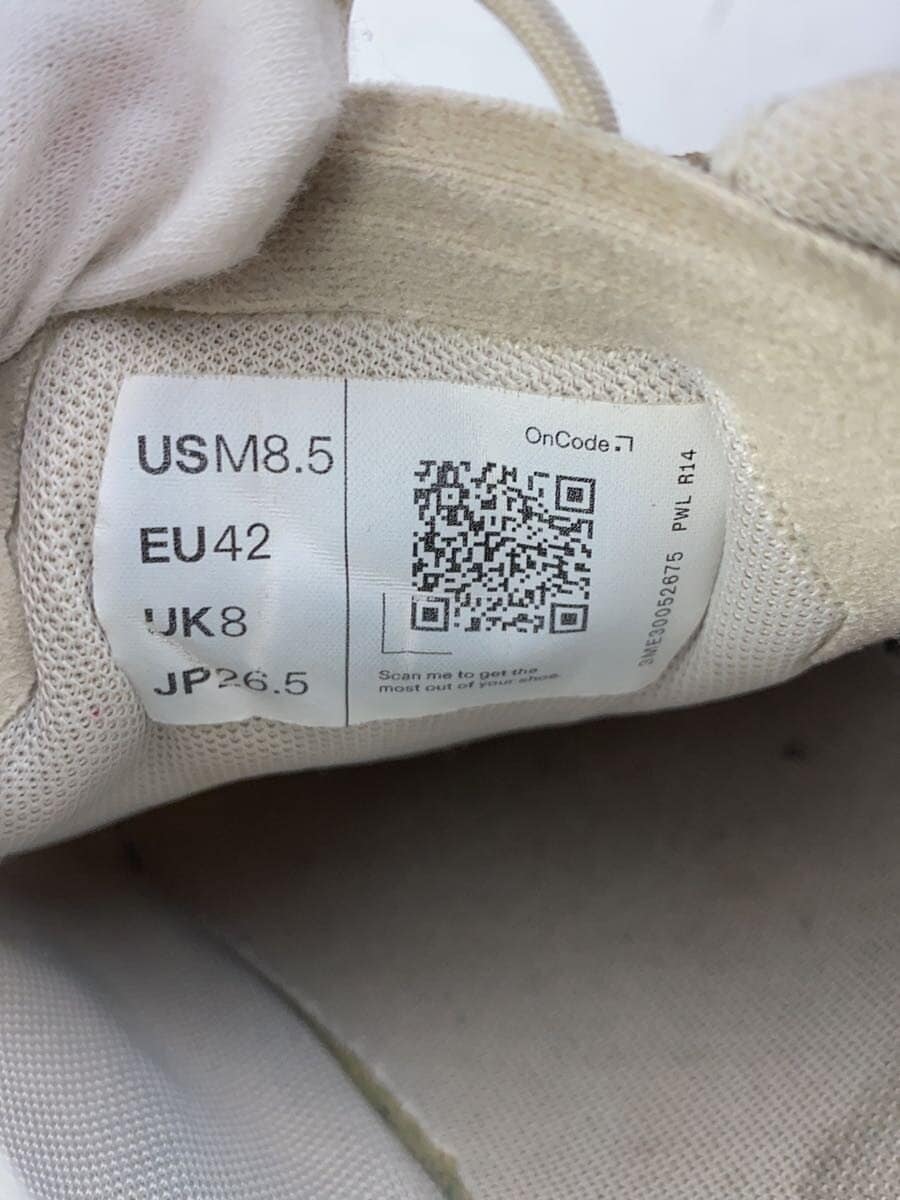 USM8.5
EU42
UK8
JP26.5
OnCode
Scan me to get the
most out of your shoe.
3ME30052675 PWL R14